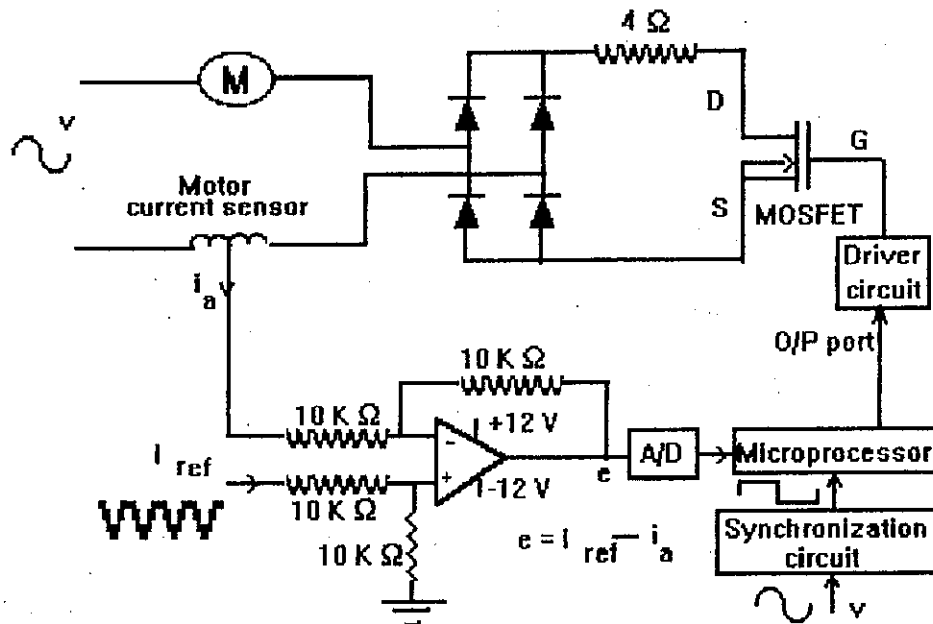 4 Ω
M
v
D
G
Motor
current sensor
S
MOSFET
i a
Driver
circuit
O/P port
10 K Ω
10 K Ω
+12 V
-
I ref
+
-12 V
e
A/D
Microprocessor
10 K Ω
10 K Ω
e = I ref - i a
Synchronization
circuit
v